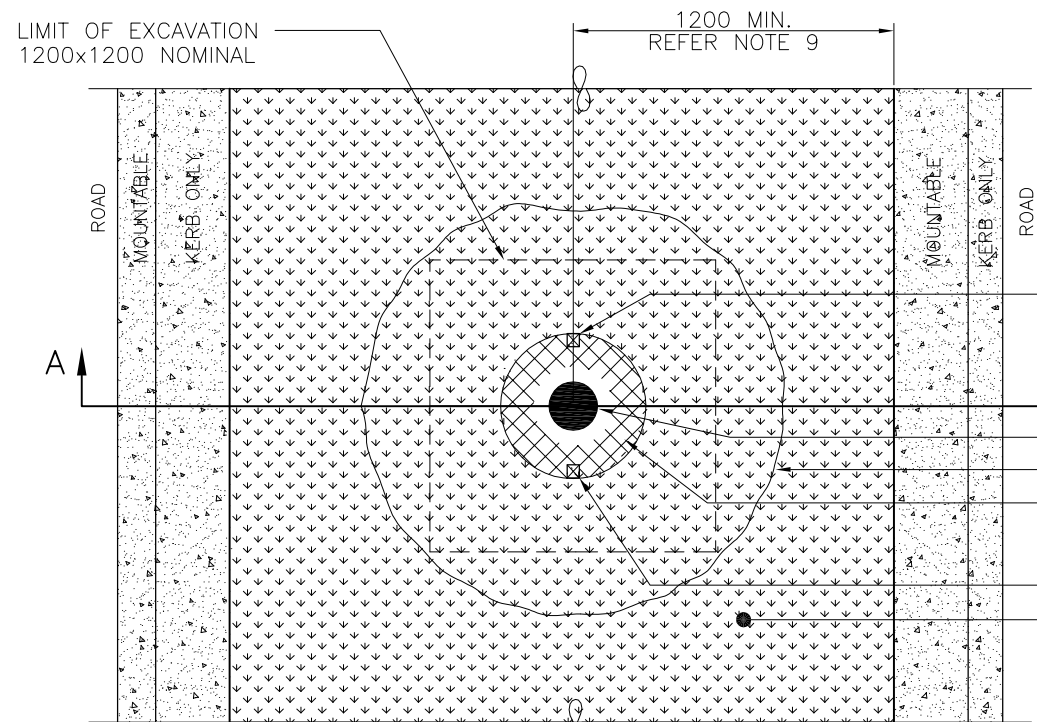 LIMIT OF EXCAVATION
1200x1200 NOMINAL
1200 MIN.
REFER NOTE 9
ROAD
MOUNTABLE
KERB ONLY
MOUNTABLE
KERB ONLY
ROAD
A